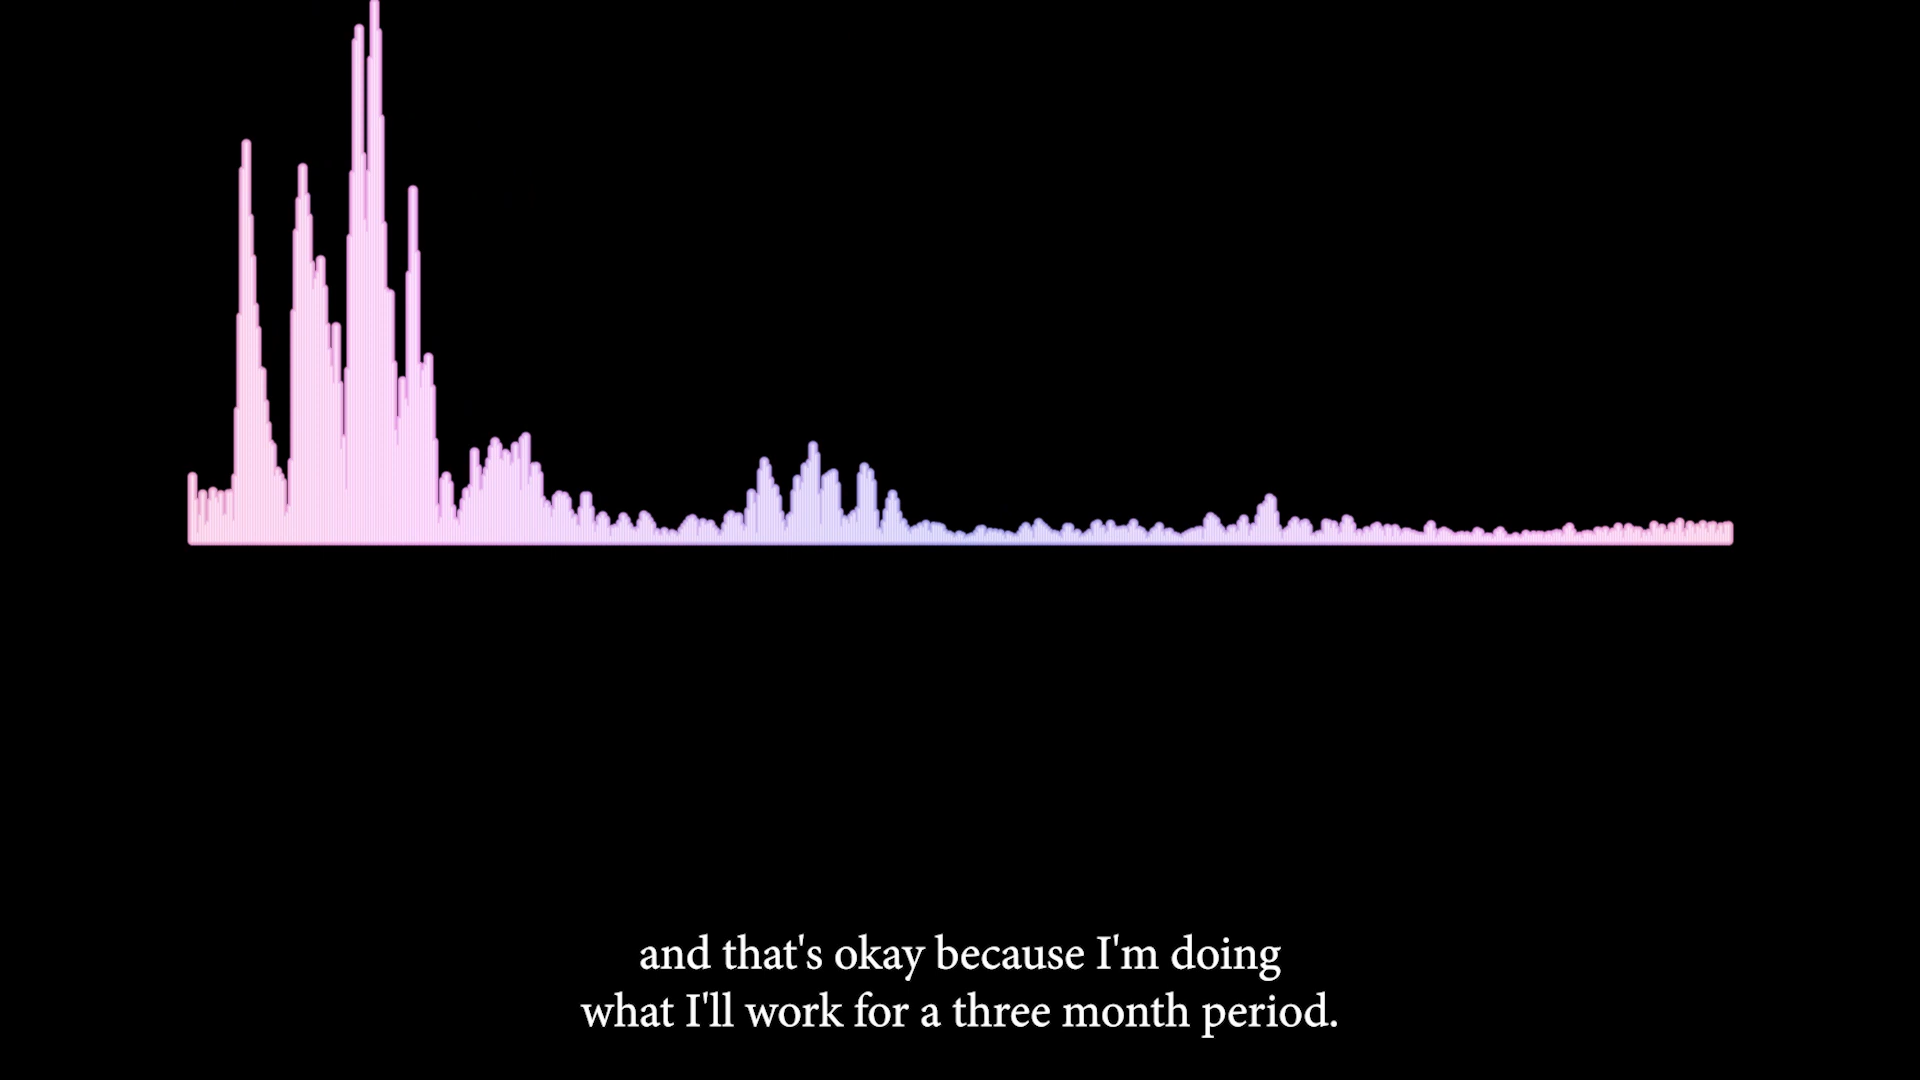 and that's okay because I'm doing
what I'll work for a three month period.